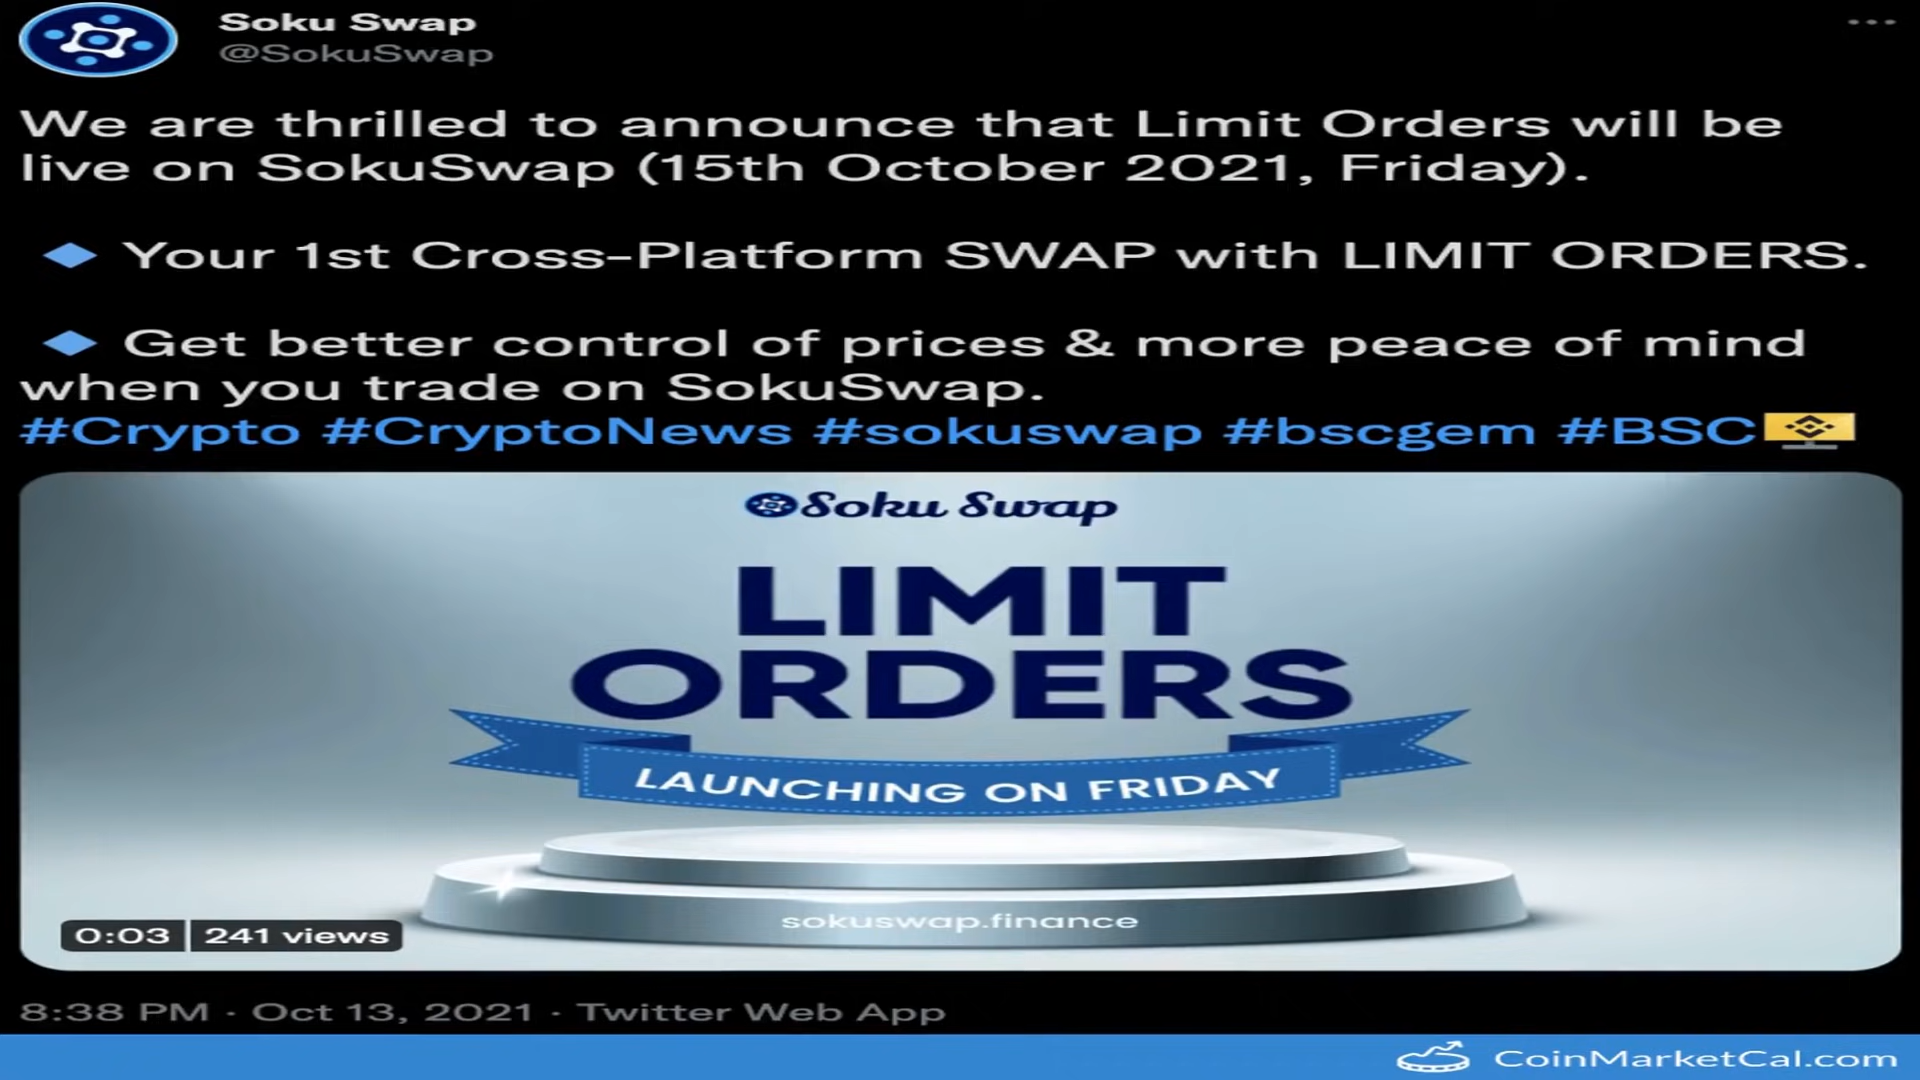 Soku Swap
@SokuSwap
We are thrilled to announce that Limit Orders will be
live on SokuSwap (15th October 2021, Friday).
Your 1st Cross-Platform SWAP with LIMIT ORDERS.
Get better control of prices & more peace of mind
when you trade on SokuSwap.
#Crypto #CryptoNews #sokuswap #bscgem #BSC
Soku Swap
LIMIT
ORDERS
LAUNCHING ON FRIDAY
sokuswap.finance
0:03 241 views
8:38 PM · Oct 13, 2021 · Twitter Web App
CoinMarketCal.com